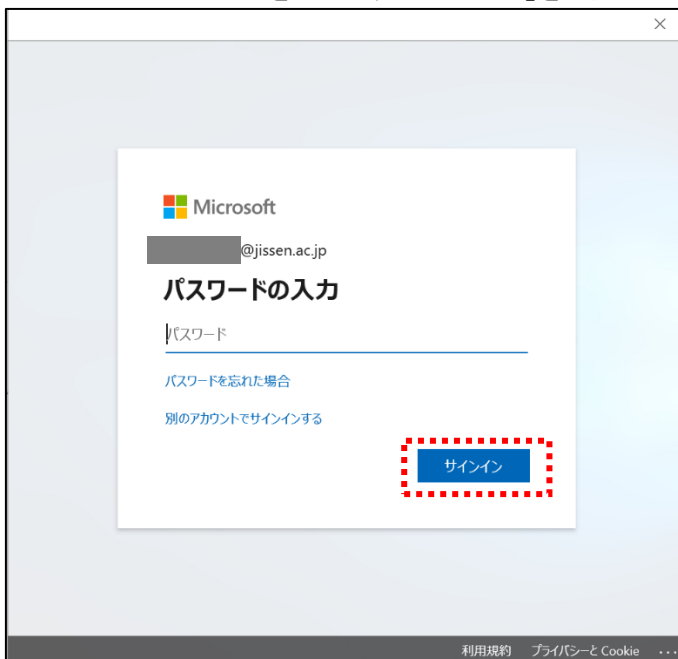 Microsoft
@jissen.ac.jp
パスワードの入力
パスワード
パスワードを忘れた場合
別のアカウントでサインインする
サインイン
利用規約 プライバシーと Cookie ...